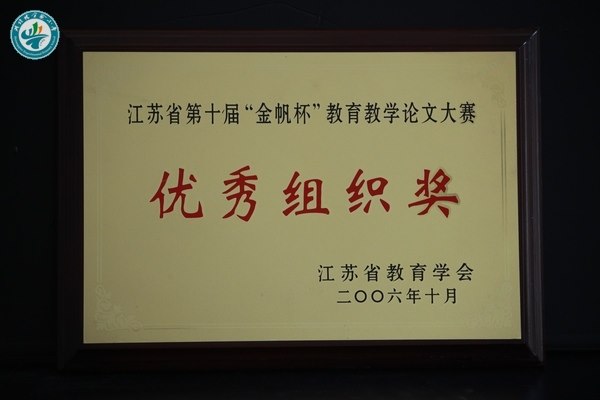 江苏省第十届“金帆杯”教育教学论文大赛
优秀组织奖
江苏省教育学会
二〇〇六年十月